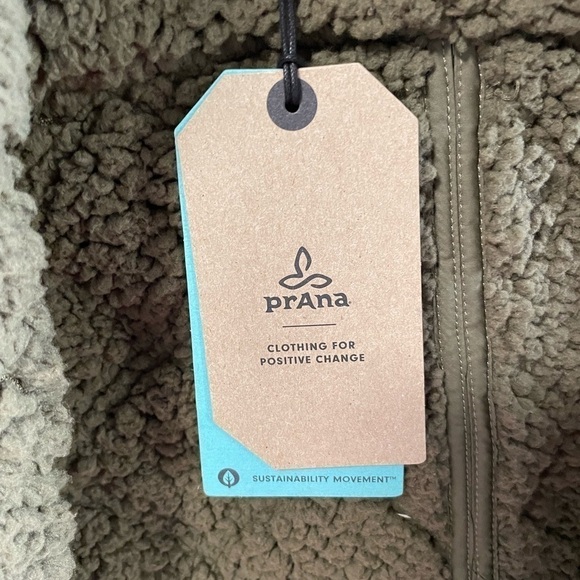 prAna
CLOTHING FOR
POSITIVE CHANGE
SUSTAINABILITY MOVEMENT™